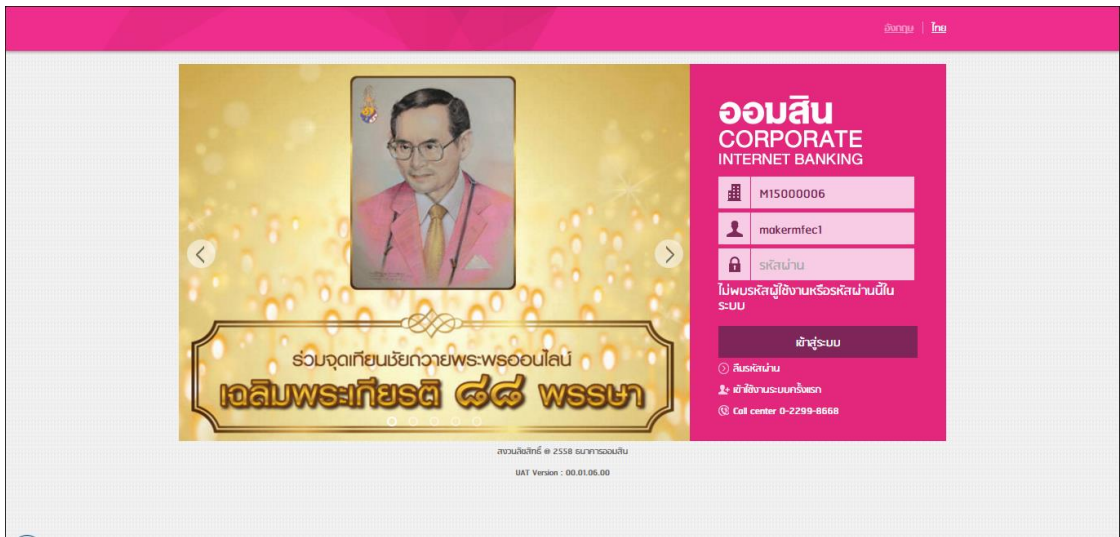 อังกฤษ | ไทย
ออมสิน
CORPORATE
INTERNET BANKING
M15000006
makermfec1
รหัสผ่าน
ไม่พบรหัสผู้ใช้งานหรือรหัสผ่านนี้ใน
ระบบ
เข้าสู่ระบบ
ลืมรหัสผ่าน
เข้าใช้งานระบบครั้งแรก
Call center 0-2299-8668
ร่วมจุดเทียนชัยถวายพระพรออนไลน์
เฉลิมพระเกียรติ ๘๘ พรรษา
สงวนลิขสิทธิ์ @ 2558 ธนาคารออมสิน
UAT Version : 00.01.06.00